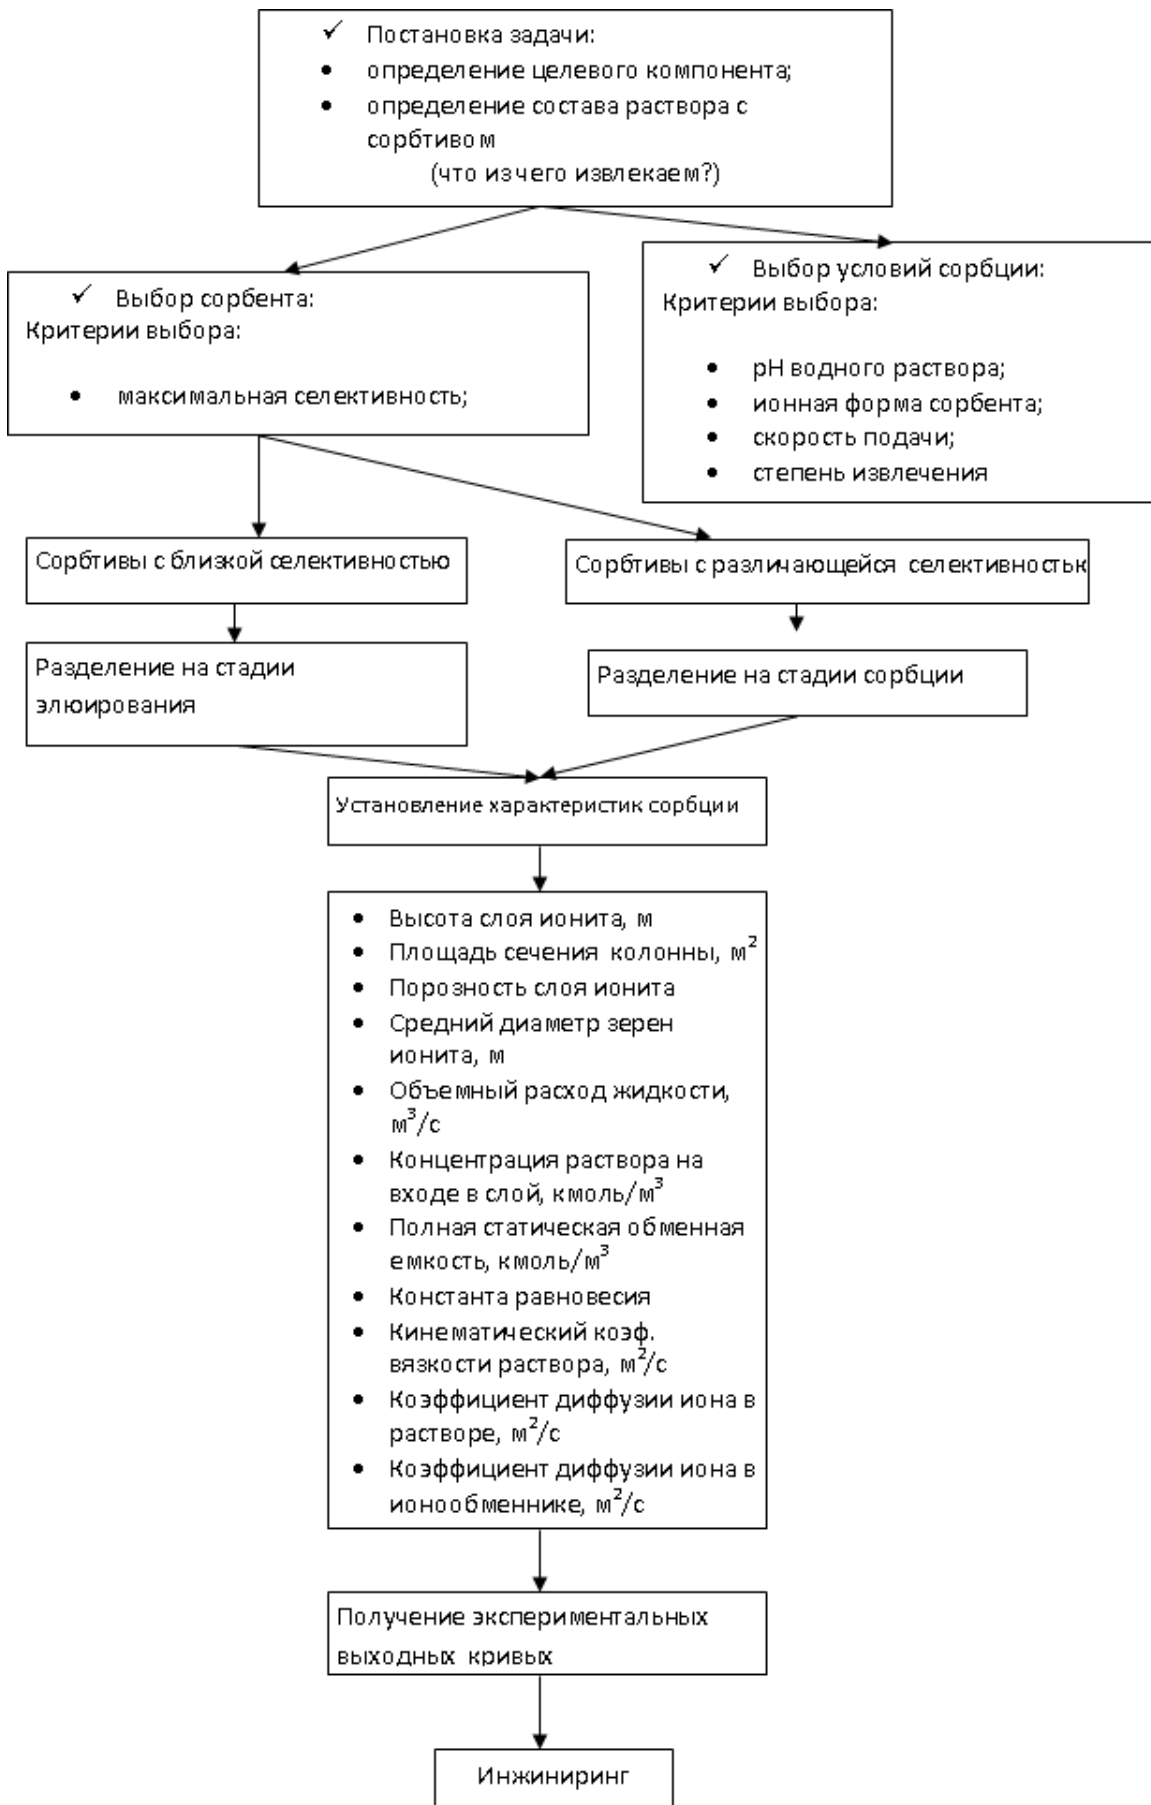 ✓ Постановка задачи:
• определение целевого компонента;
• определение состава раствора с
сорбтивом
(что из чего извлекаем?)
✓ Выбор сорбента:
Критерии выбора:
• максимальная селективность;
✓ Выбор условий сорбции:
Критерии выбора:
• рН водного раствора;
• ионная форма сорбента;
• скорость подачи;
• степень извлечения
Сорбтивы с близкой селективностью
Сорбтивы с различающейся селективностьк
Разделение на стадии
элюирования
Разделение на стадии сорбции
Установление характеристик сорбции
• Высота слоя ионита, м
• Площадь сечения колонны, м²
• Порозность слоя ионита
• Средний диаметр зерен
ионита, м
• Объемный расход жидкости,
м³/с
• Концентрация раствора на
входе в слой, кмоль/м³
• Полная статическая обменная
емкость, кмоль/м³
• Константа равновесия
• Кинематический коэф.
вязкости раствора, м²/с
• Коэффициент диффузии иона в
растворе, м²/с
• Коэффициент диффузии иона в
ионообменнике, м²/с
Получение экспериментальных
выходных кривых
Инжиниринг